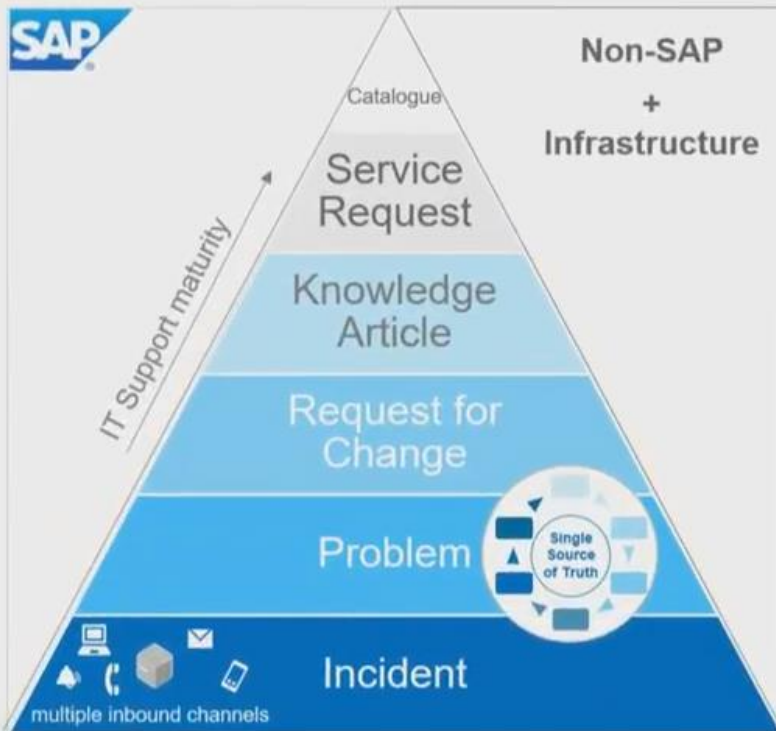 SAP
®
Non-SAP
+
Infrastructure
Catalogue
Service
Request
IT Support maturity
Knowledge
Article
Request for
Change
Problem
Single
Source
of Truth
Incident
multiple inbound channels